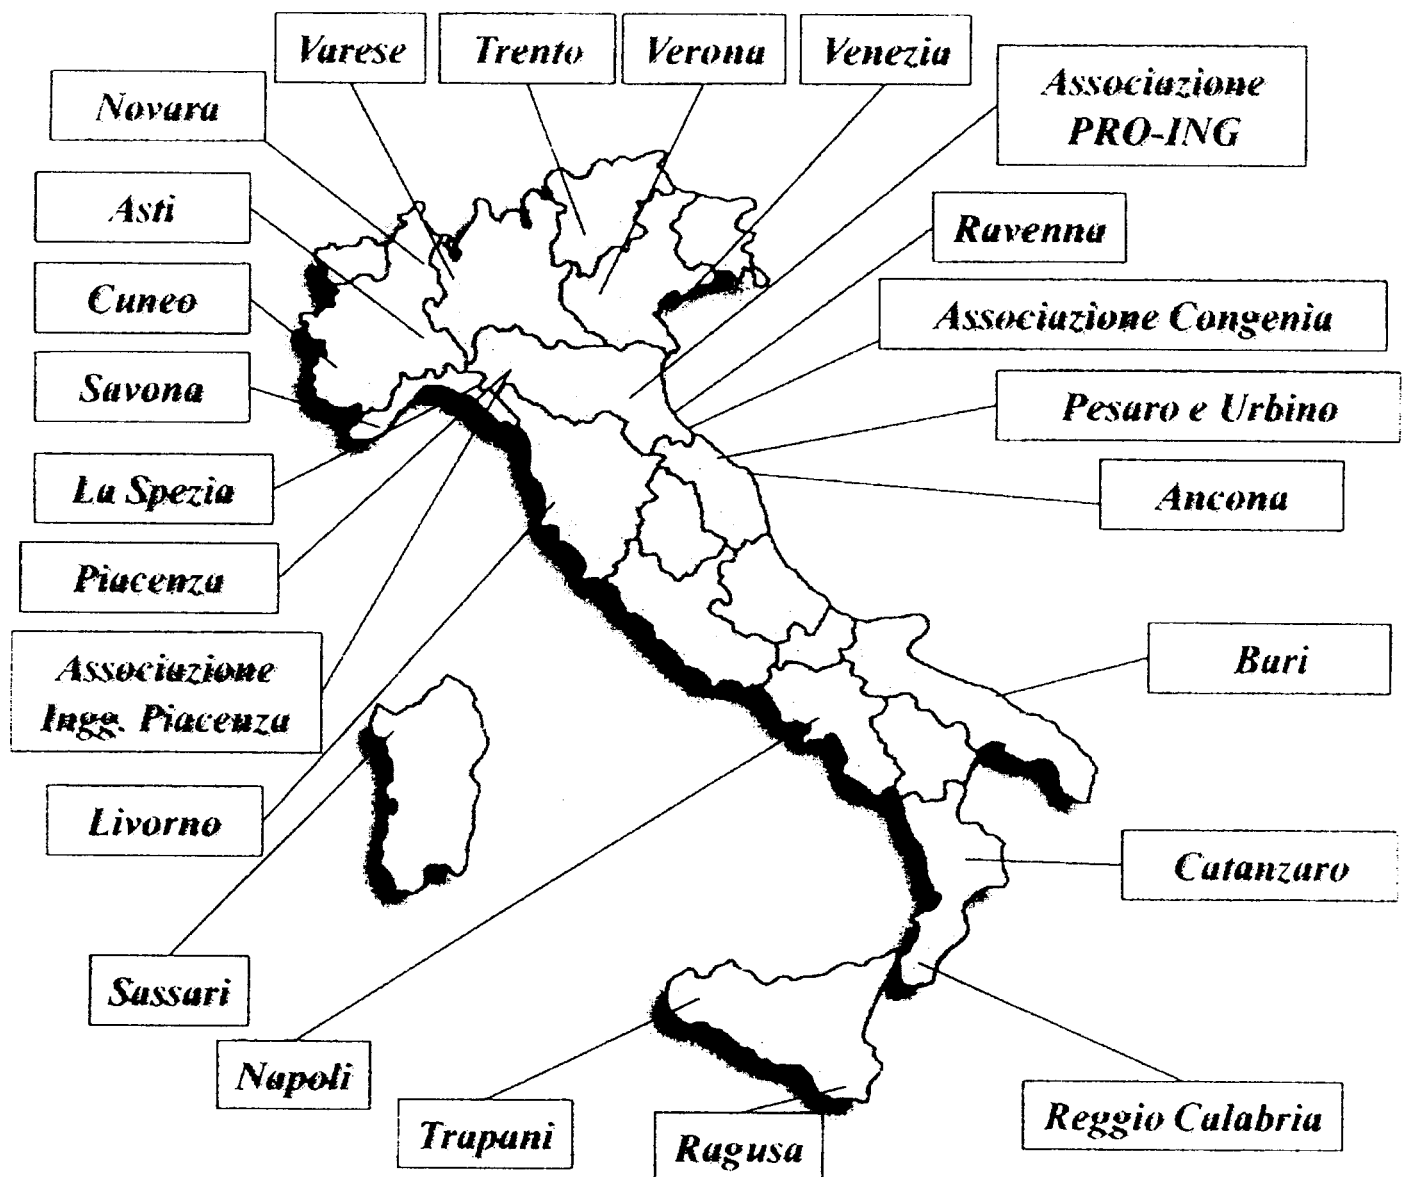 Varese
Trento
Verona
Venezia
Associazione
PRO-ING
Novara
Asti
Ravenna
Cuneo
Associazione Congenia
Savona
Pesaro e Urbino
La Spezia
Ancona
Piacenza
Associazione
Ingg. Piacenza
Bari
Livorno
Catanzaro
Sassari
Napoli
Trapani
Ragusa
Reggio Calabria